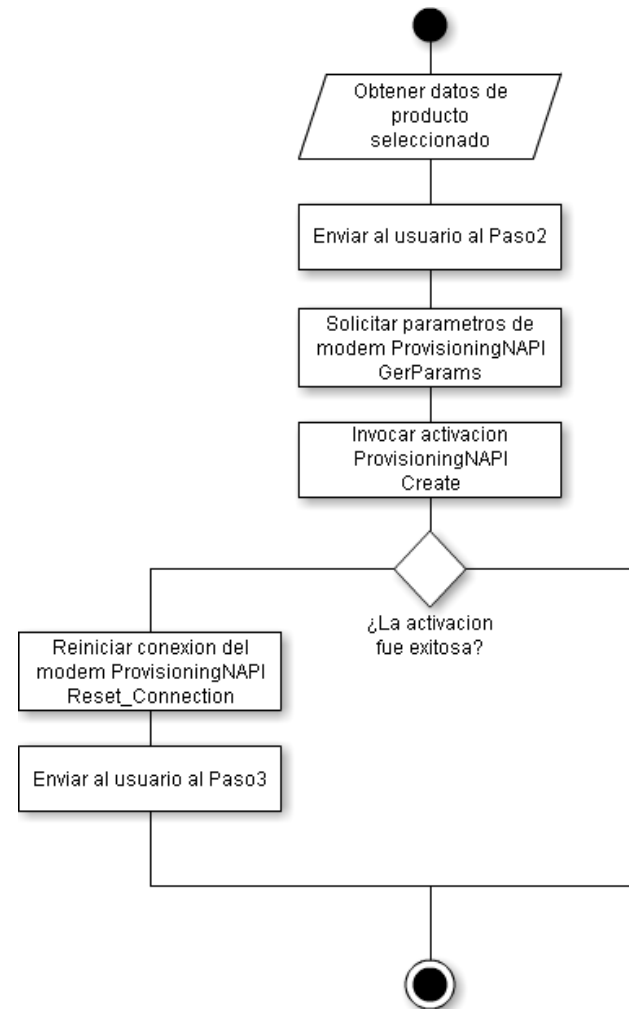 Obtener datos de
producto
seleccionado
Enviar al usuario al Paso2
Solicitar parametros de
modem ProvisioningNAPI
GerParams
Invocar activacion
ProvisioningNAPI
Create
¿La activacion
fue exitosa?
Reiniciar conexion del
modem ProvisioningNAPI
Reset_Connection
Enviar al usuario al Paso3